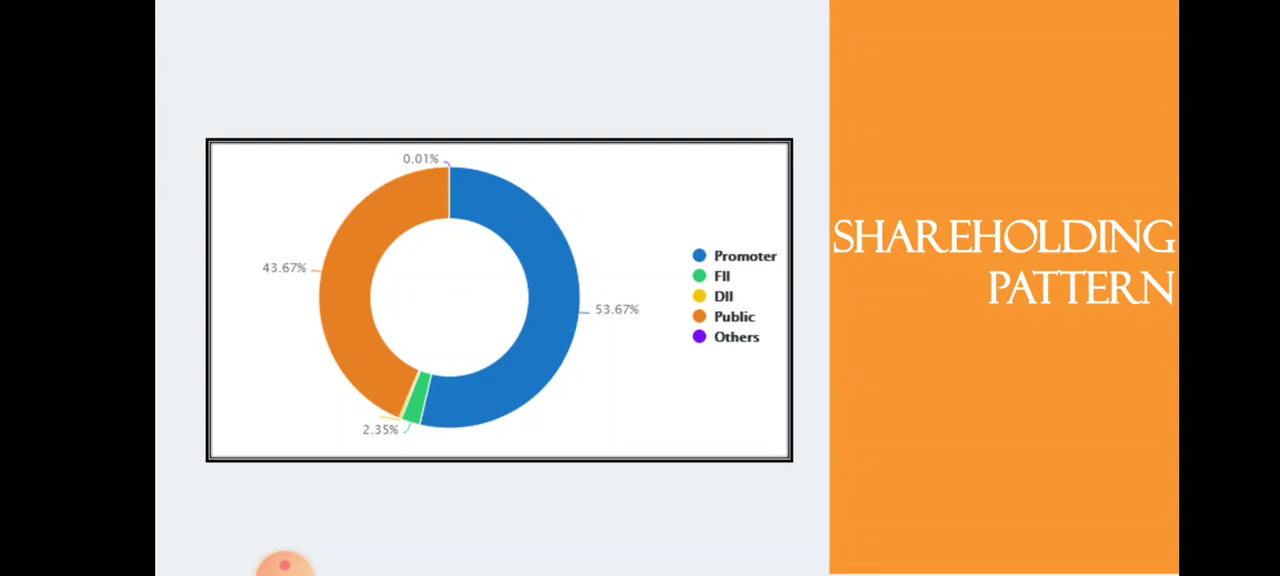 0.01%
43.67%
53.67%
2.35%
Promoter
FII
DII
Public
Others
SHAREHOLDING
PATTERN